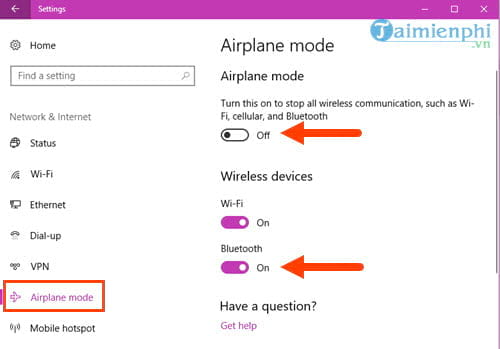 Settings
Home
Find a setting
Network & Internet
Status
Wi-Fi
Ethernet
Dial-up
VPN
Airplane mode
Mobile hotspot
Taimienphi
.vn
Airplane mode
Airplane mode
Turn this on to stop all wireless communication, such as Wi-
Fi, cellular, and Bluetooth
Off
Wireless devices
Wi-Fi
On
Bluetooth
On
Have a question?
Get help